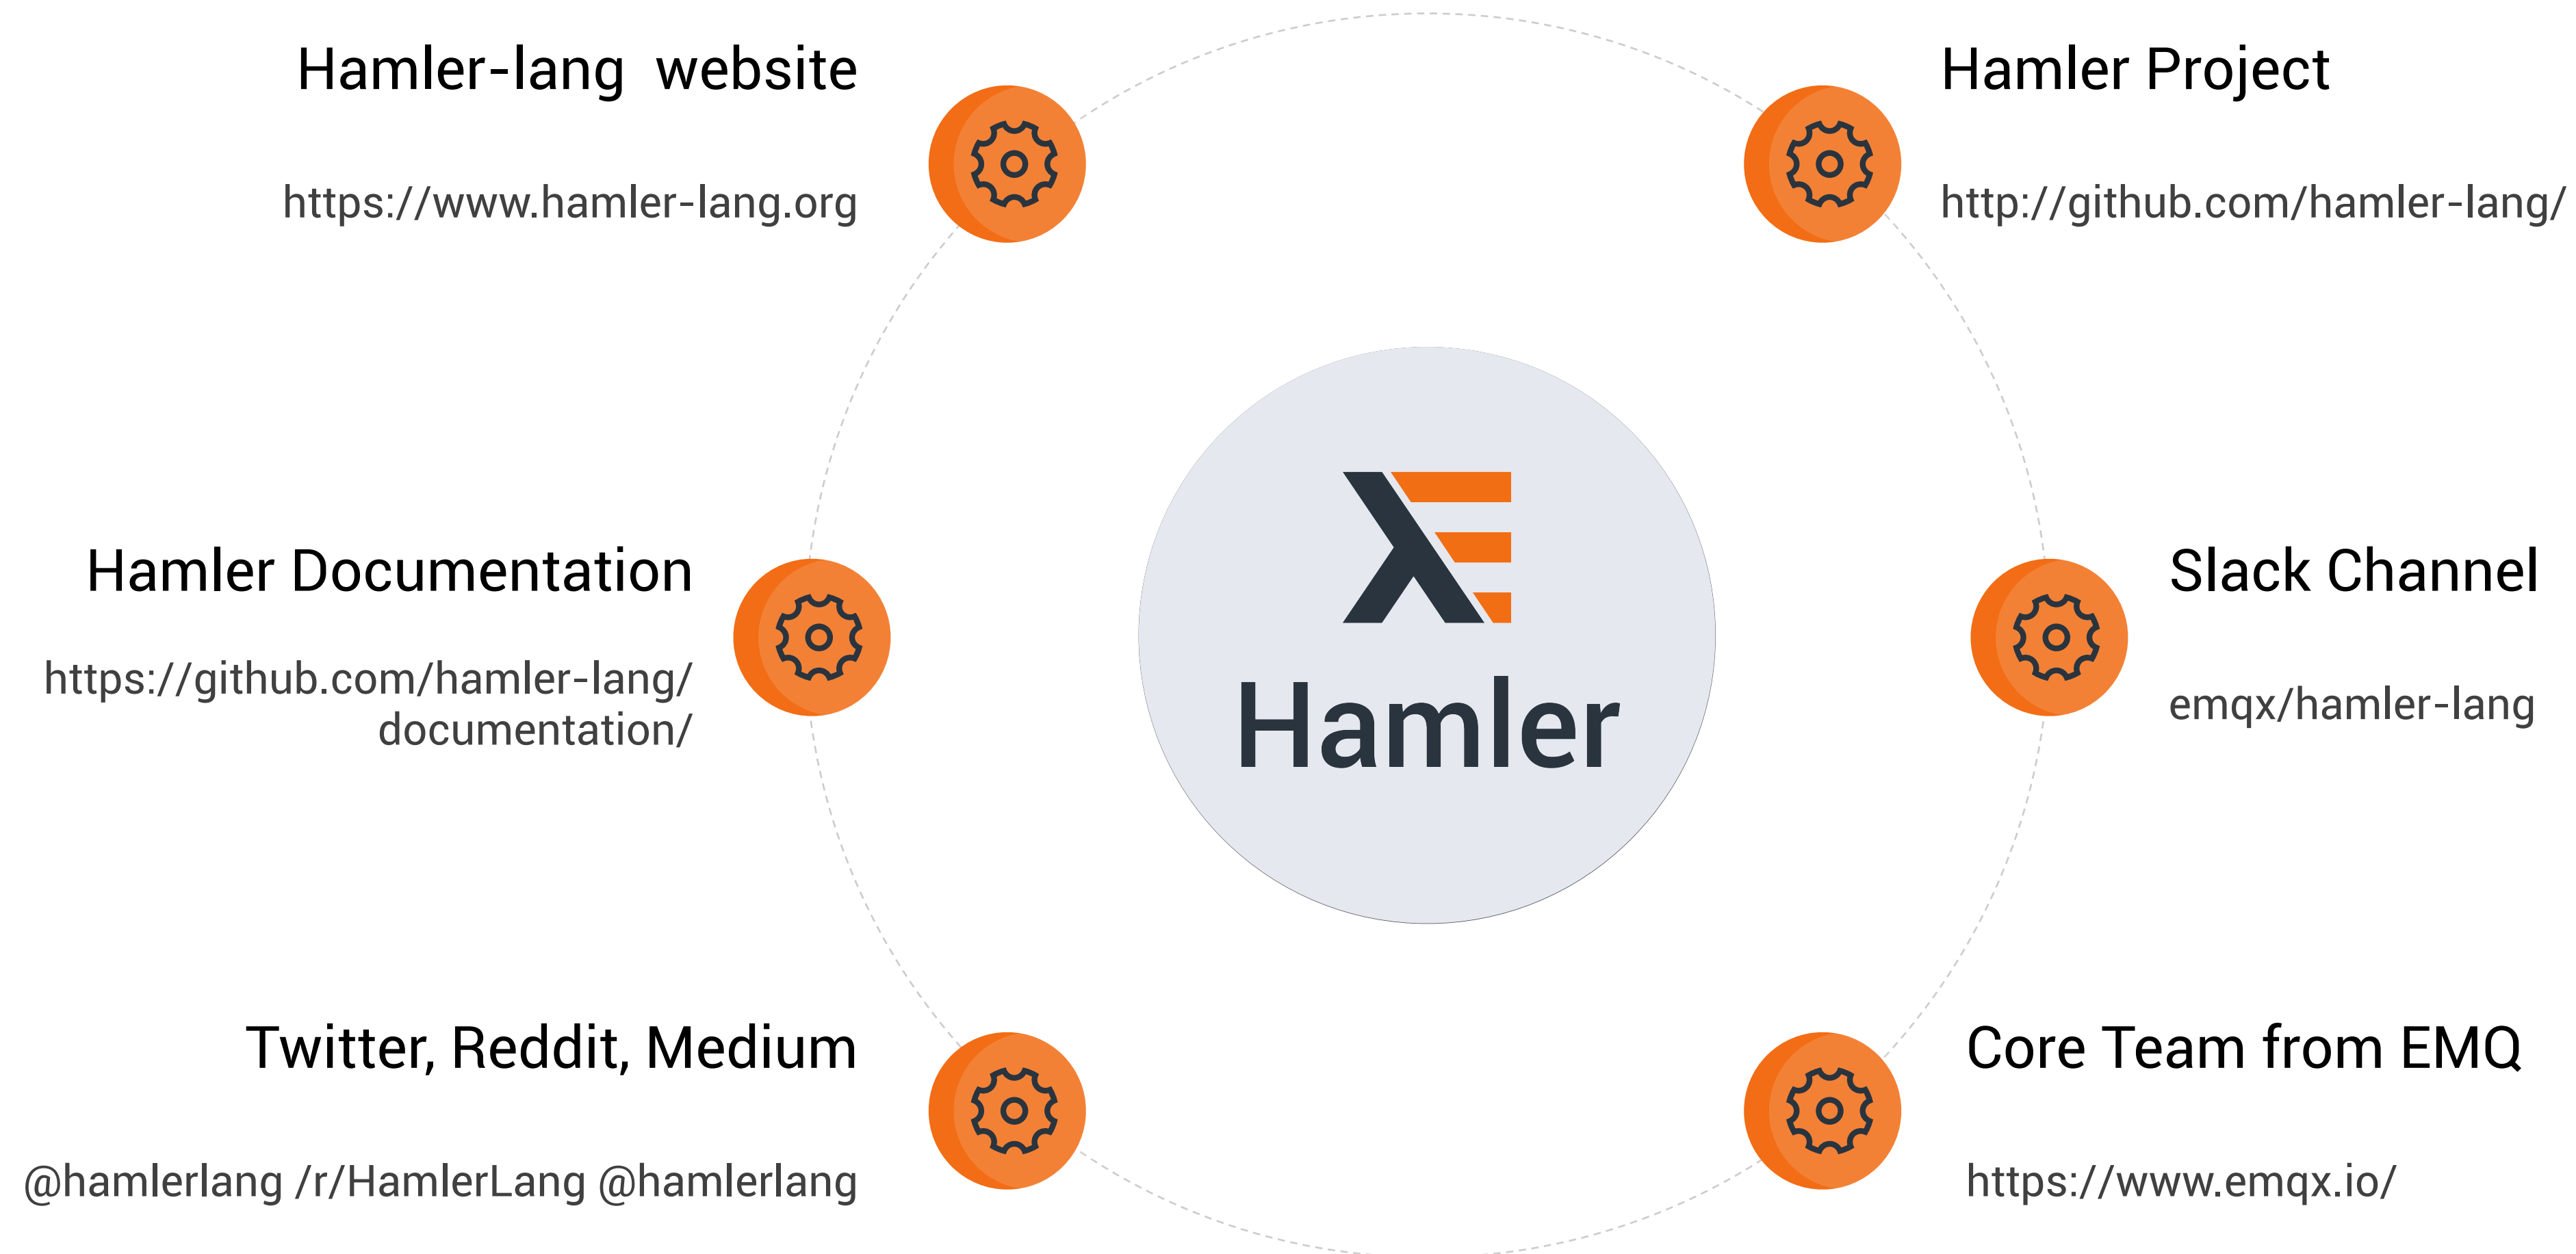 Hamler-lang  website
https://www.hamler-lang.org
Hamler Project
http://github.com/hamler-lang/
Hamler Documentation
https://github.com/hamler-lang/
documentation/
Hamler
Slack Channel
emqx/hamler-lang
Twitter, Reddit, Medium
@hamlerlang /r/HamlerLang @hamlerlang
Core Team from EMQ
https://www.emqx.io/